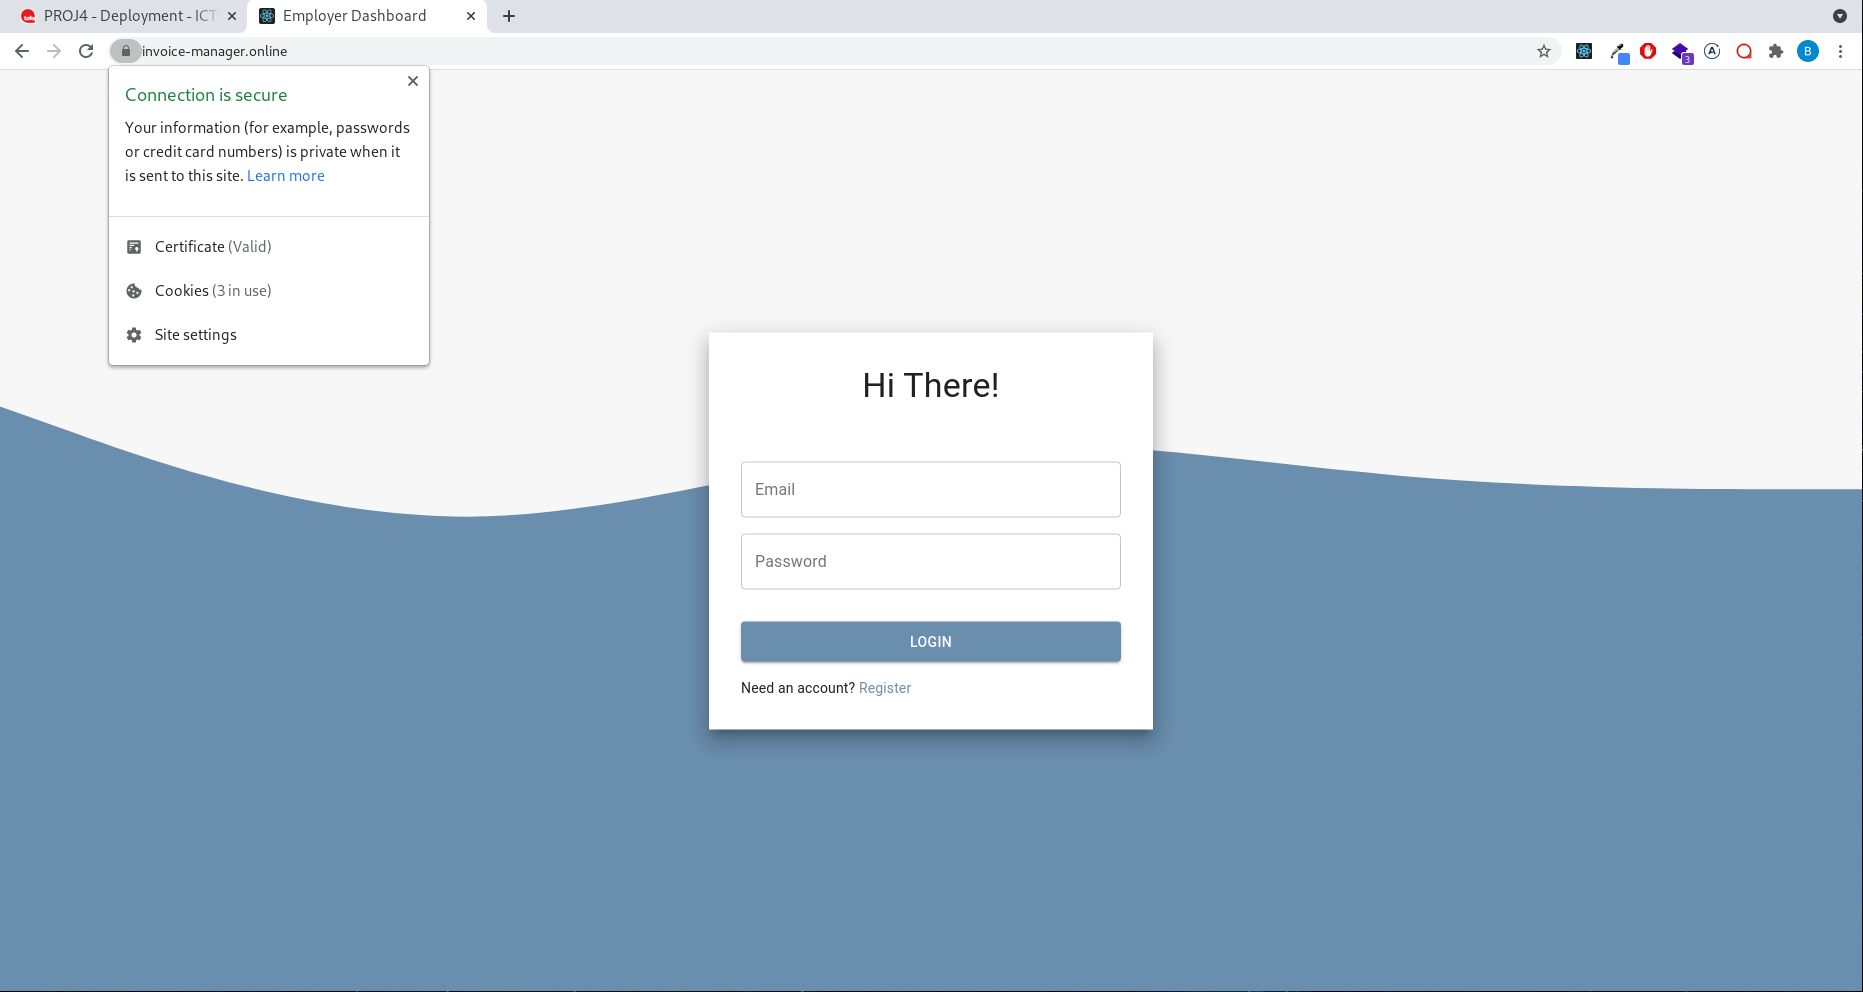 PROJ4 - Deployment - ICT
Employer Dashboard
invoice-manager.online
3
B
Connection is secure
Your information (for example, passwords
or credit card numbers) is private when it
is sent to this site. Learn more
Certificate (Valid)
Cookies (3 in use)
Site settings
Hi There!
Email
Password
LOGIN
Need an account? Register